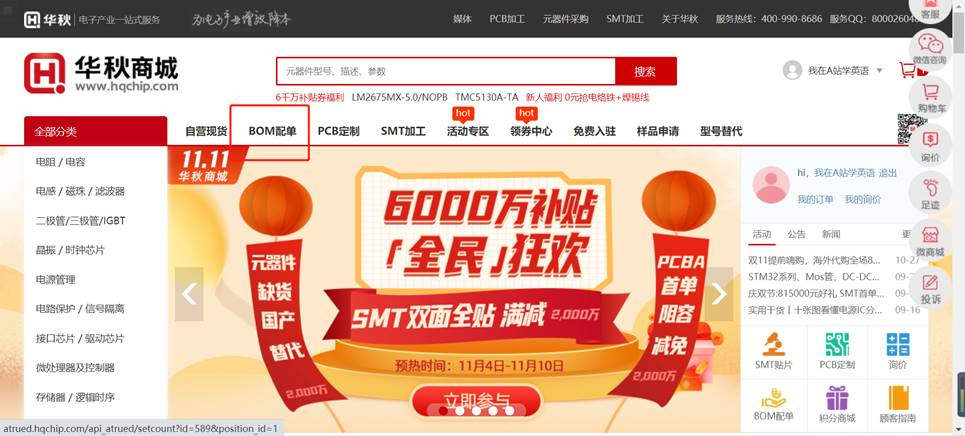 华秋 电子产业一站式服务 为电子产业增效降本
媒体 PCB加工 元器件采购 SMT加工 关于华秋 服务热线：400-990-8686 服务QQ：800026048
客服
华秋商城
www.hqchip.com
元器件型号、描述、参数 搜索
我在A站学英语
微信咨询
6千万补贴券福利 LM2675MX-5.0/NOPB TMC5130A-TA 新人福利 0元抢电烙铁+焊锡线
购物车
hot hot
全部分类 自营现货 BOM配单 PCB定制 SMT加工 活动专区 领券中心 免费入驻 样品申请 型号替代
询价
足迹
微商城
投诉
电阻 / 电容
电感 / 磁珠 / 滤波器
二极管/三极管/IGBT
晶振 / 时钟芯片
电源管理
电路保护 / 信号隔离
接口芯片 / 驱动芯片
微处理器及控制器
存储器 / 逻辑时序
11.11
华秋商城
6000万补贴
「全民」狂欢
SMT双面全贴 满减 2,000万
预热时间：11月4日-11月10日
立即参与
元器件
缺货
国产
替代
2,000万
PCBA
首单
阻容
减免
2,000万
hi，我在A站学英语 退出
我的订单 我的询价
活动 公告 新闻 更
双11提前嗨购，海外代购全场8... 10-2
STM32系列、Mos管、DC-DC... 09-
庆双节:815000元好礼 SMT首单... 09-
实用干货丨十张图看懂电源IC分... 09-16
SMT贴片 PCB定制 询价
BOM配单 积分商城 顾客指南
atrued.hqchip.com/api_atrued/setcount?id=589&position_id=1